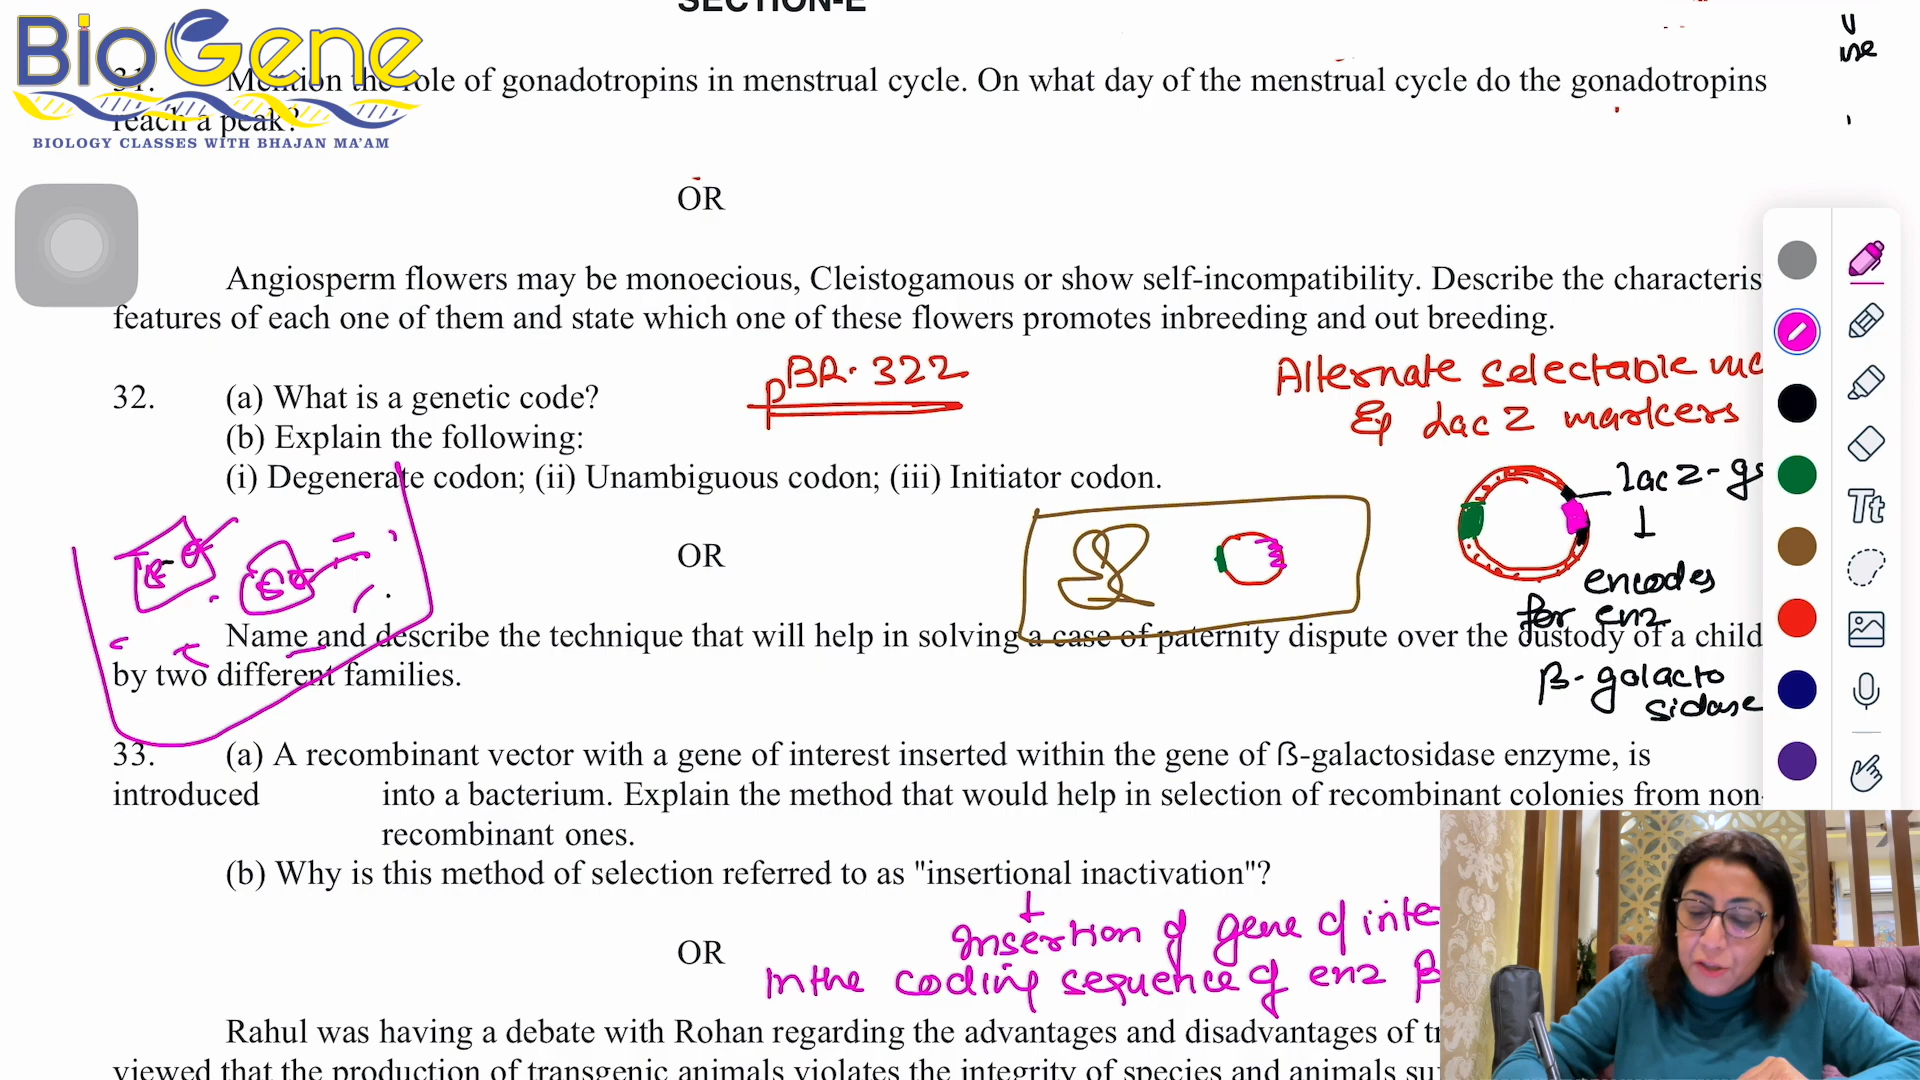 SECTION-E
BioGene
BIOLOGY CLASSES WITH BHAJAN MA'AM
31. Mention the role of gonadotropins in menstrual cycle. On what day of the menstrual cycle do the gonadotropins
reach a peak?
OR
Angiosperm flowers may be monoecious, Cleistogamous or show self-incompatibility. Describe the characteris
features of each one of them and state which one of these flowers promotes inbreeding and out breeding.
pBR.322
Alternate selectable
Eg Lac Z markers
32. (a) What is a genetic code?
(b) Explain the following:
(i) Degenerate codon; (ii) Unambiguous codon; (iii) Initiator codon.
lac Z-
OR
encodes
for enz
β-galacto
sidase
Name and describe the technique that will help in solving a case of paternity dispute over the custody of a child
by two different families.
33. (a) A recombinant vector with a gene of interest inserted within the gene of ß-galactosidase enzyme, is
introduced into a bacterium. Explain the method that would help in selection of recombinant colonies from non-
recombinant ones.
(b) Why is this method of selection referred to as "insertional inactivation"?
Insertion of gene of inte
In the coding sequence of enz β
OR
Rahul was having a debate with Rohan regarding the advantages and disadvantages of tr
viewed that the production of transgenic animals violates the integrity of species and animals su
Tt